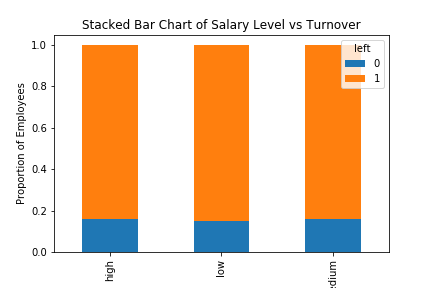 Stacked Bar Chart of Salary Level vs Turnover
left
0
1
1.0
0.8
0.6
0.4
0.2
0.0
Proportion of Employees
high
low
edium